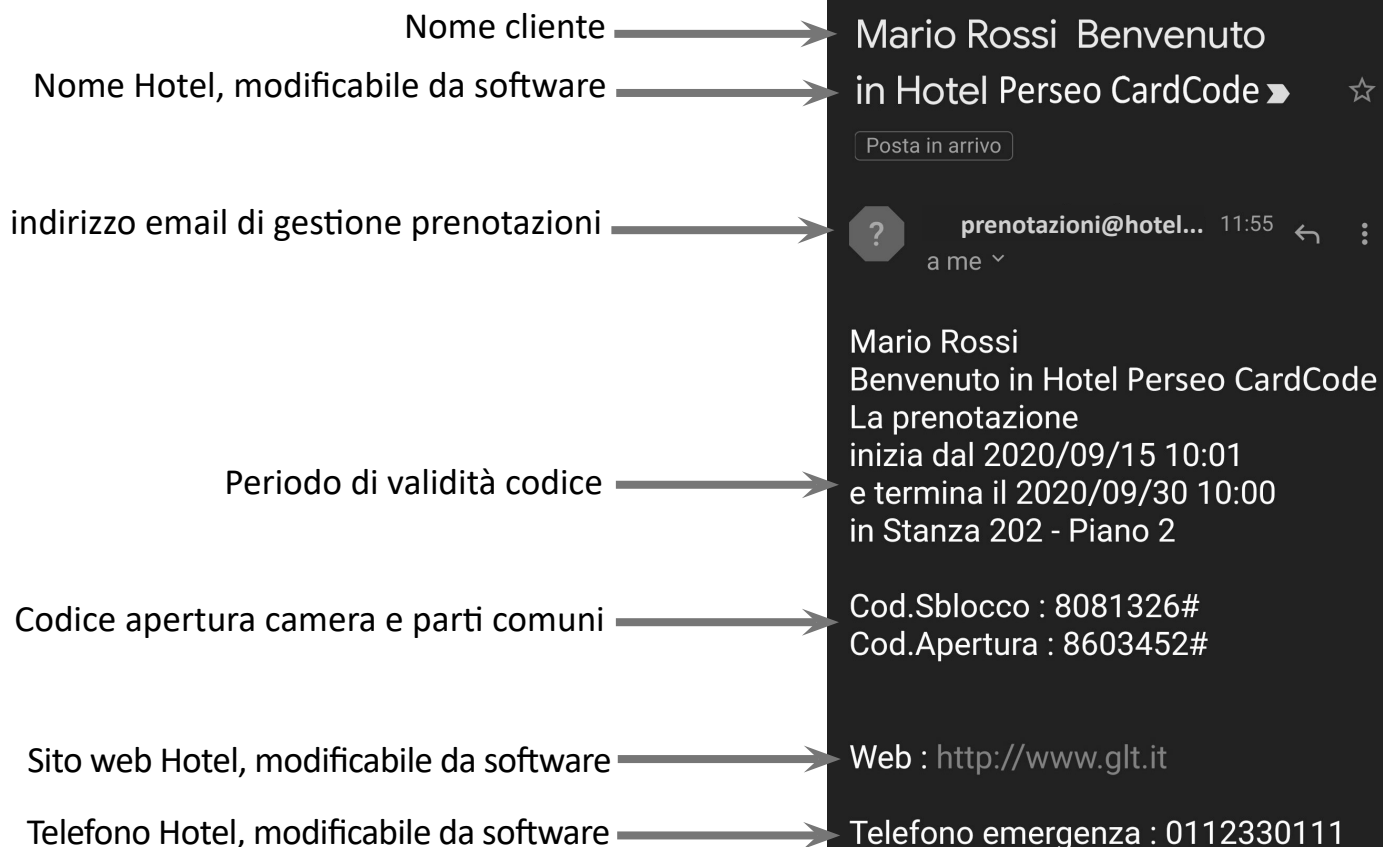 Nome cliente
Mario Rossi Benvenuto
Nome Hotel, modificabile da software
in Hotel Perseo CardCode
Posta in arrivo
indirizzo email di gestione prenotazioni
?
prenotazioni@hotel... 11:55
a me
Mario Rossi
Benvenuto in Hotel Perseo CardCode
La prenotazione
inizia dal 2020/09/15 10:01
Periodo di validità codice
e termina il 2020/09/30 10:00
in Stanza 202 - Piano 2
Codice apertura camera e parti comuni
Cod.Sblocco : 8081326#
Cod.Apertura : 8603452#
Sito web Hotel, modificabile da software
Web : http://www.glt.it
Telefono Hotel, modificabile da software
Telefono emergenza : 0112330111